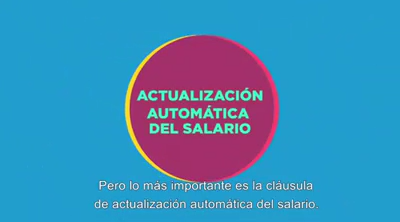 ACTUALIZACIÓN
AUTOMÁTICA
DEL SALARIO
Pero lo más importante es la cláusula
de actualización automática del salario.